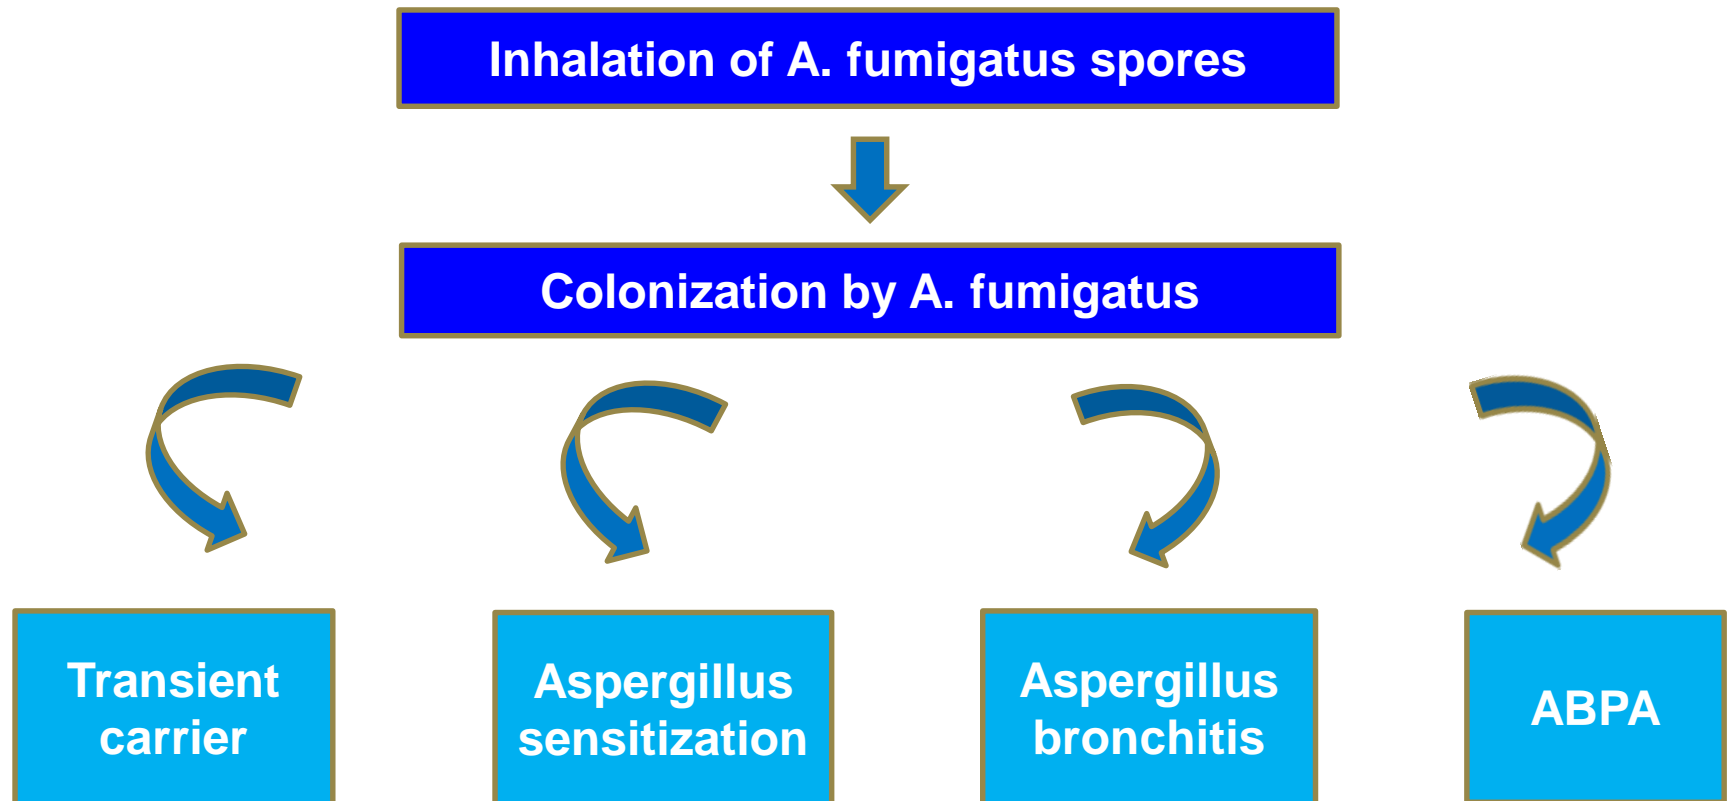 Inhalation of A. fumigatus spores
Colonization by A. fumigatus
Transient
carrier
Aspergillus
sensitization
Aspergillus
bronchitis
ABPA